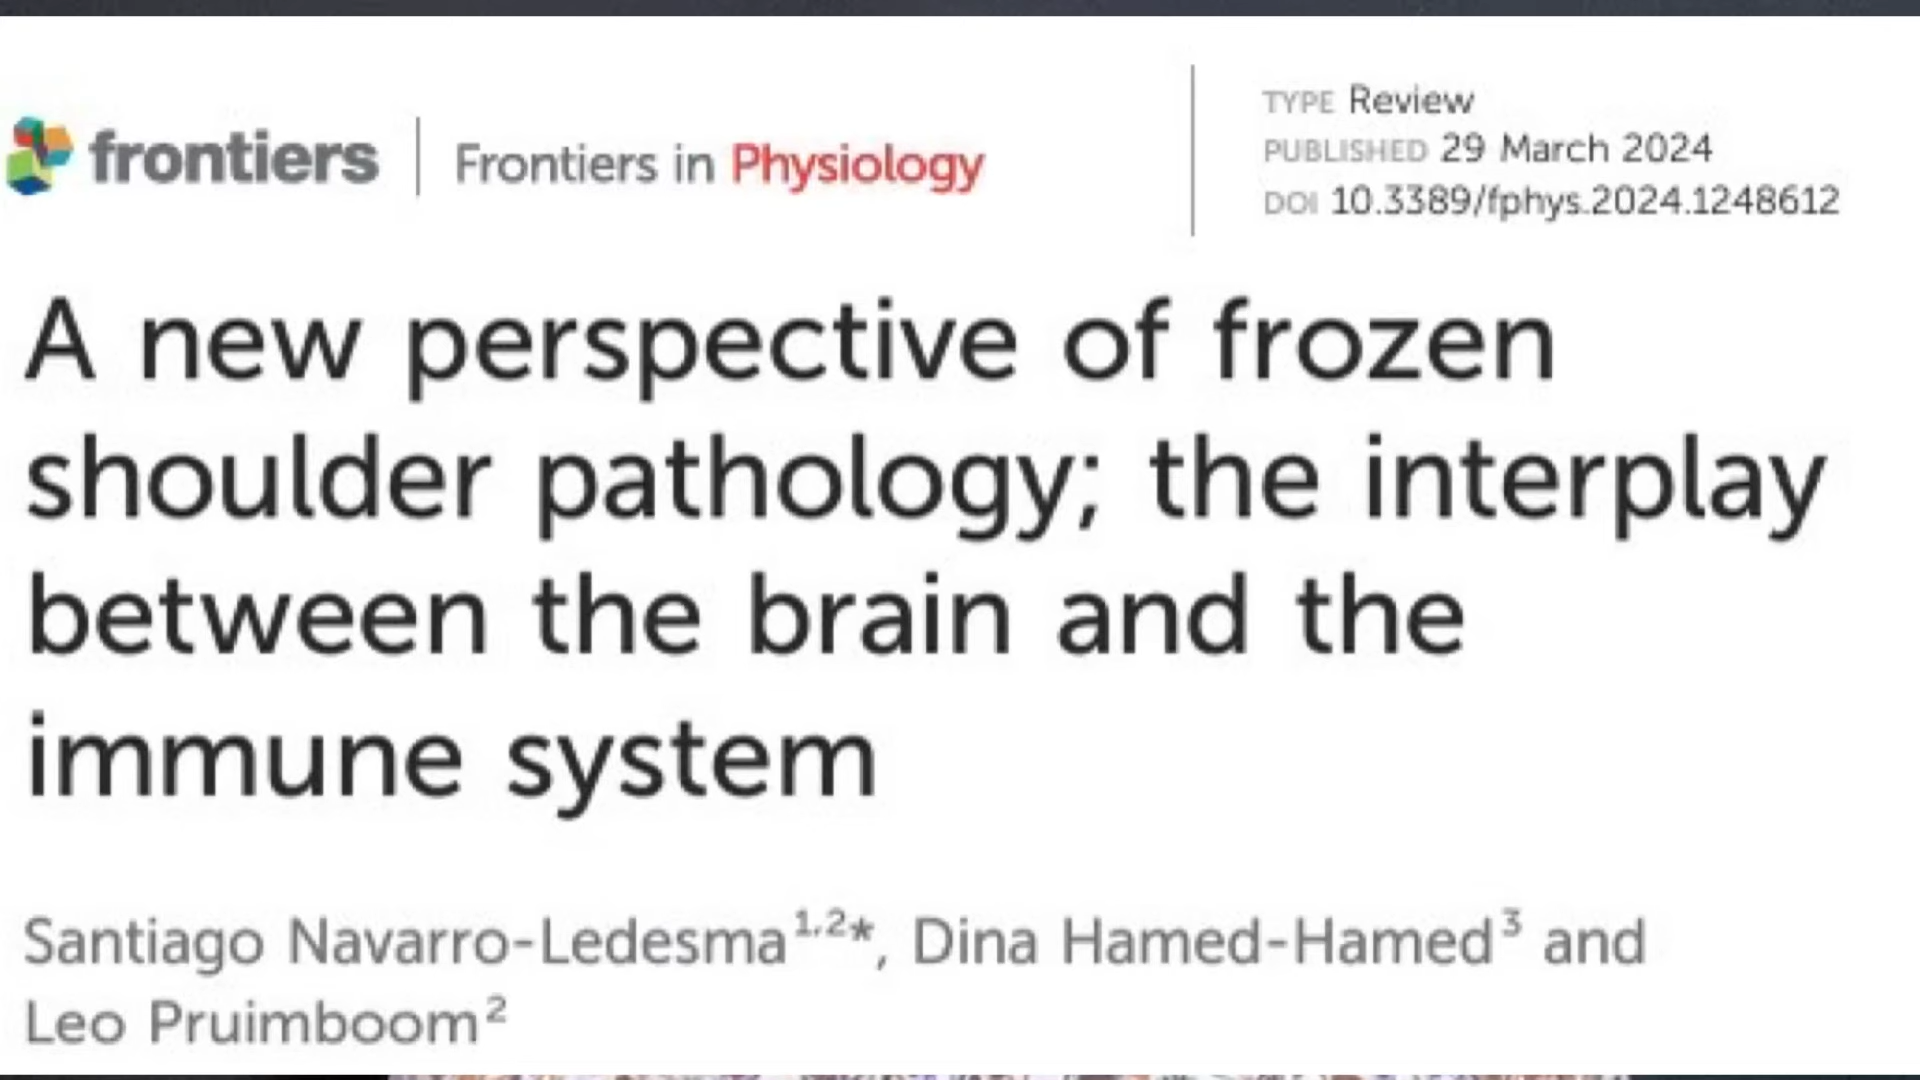 frontiers | Frontiers in Physiology
TYPE Review
PUBLISHED 29 March 2024
DOI 10.3389/fphys.2024.1248612
A new perspective of frozen
shoulder pathology; the interplay
between the brain and the
immune system
Santiago Navarro-Ledesma1,2*, Dina Hamed-Hamed3 and
Leo Pruimboom2